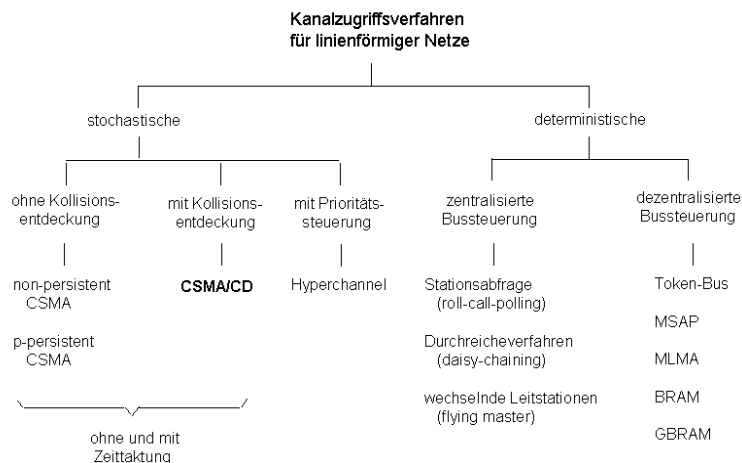 Kanalzugriffsverfahren
für linienförmiger Netze
stochastische
deterministische
ohne Kollisions-
entdeckung
mit Kollisions-
entdeckung
mit Prioritäts-
steuerung
zentralisierte
Bussteuerung
dezentralisierte
Bussteuerung
non-persistent
CSMA
p-persistent
CSMA
CSMA/CD
Hyperchannel
Stationsabfrage
(roll-call-polling)
Durchreicheverfahren
(daisy-chaining)
wechselnde Leitstationen
(flying master)
Token-Bus
MSAP
MLMA
BRAM
GBRAM
ohne und mit
Zeittaktung